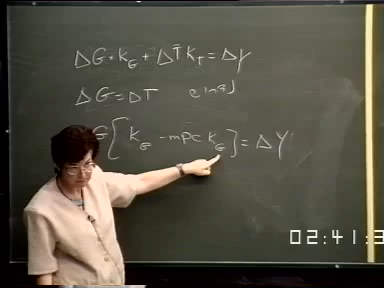 ΔG · K_G + ΔT̄ K_T = ΔY
ΔG = ΔT
G [ K_G - mPC K_G ] = ΔY
02:41:3